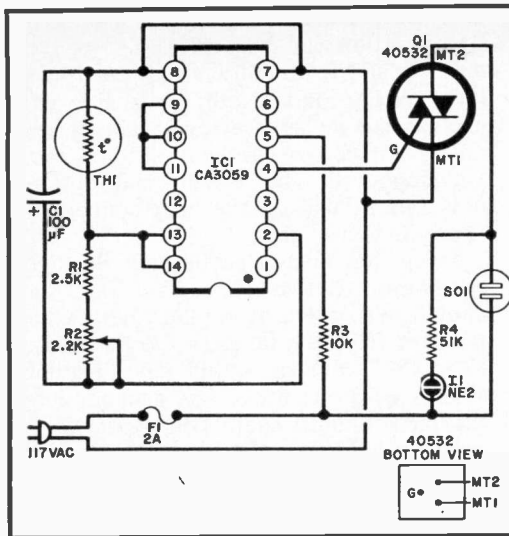 Q1
40532
MT2
MT1
G
8
9
10
11
12
13
14
7
6
5
4
3
2
1
IC1
CA3059
t°
TH1
+ C1
100
µF
R1
2.5K
R2
2.2K
R3
10K
R4
51K
I1
NE2
SO1
F1
2A
117VAC
40532
BOTTOM VIEW
G
MT2
MT1